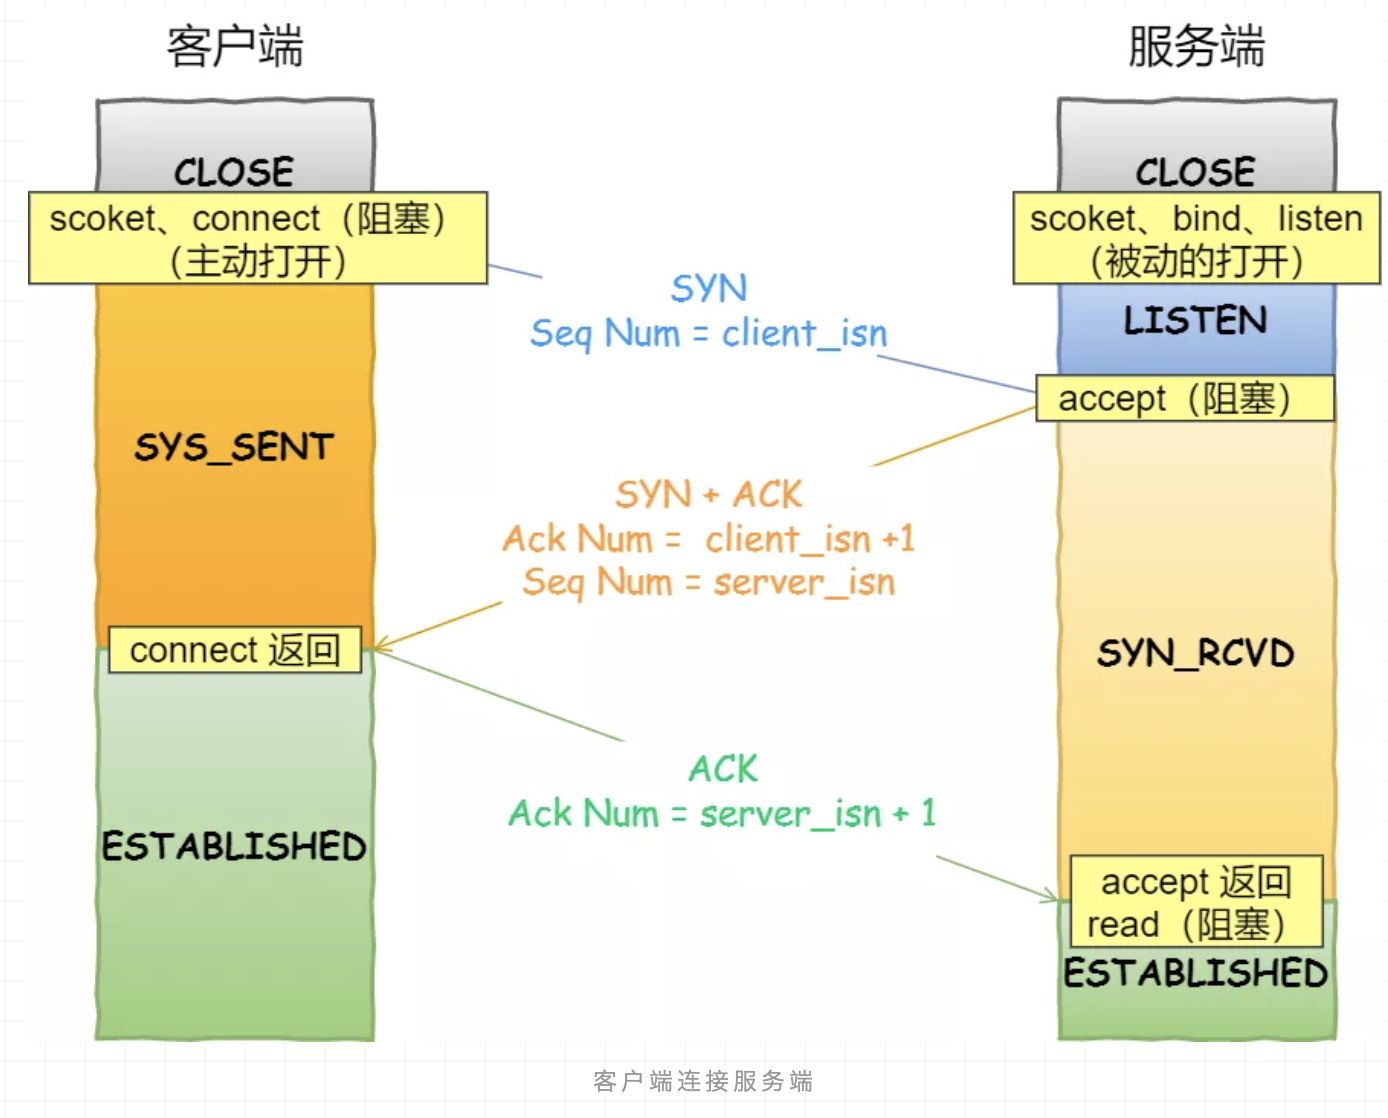 客户端
服务端
CLOSE
CLOSE
scoket、connect（阻塞）
（主动打开）
scoket、bind、listen
（被动的打开）
SYN
Seq Num = client_isn
LISTEN
accept（阻塞）
SYS_SENT
SYN + ACK
Ack Num = client_isn +1
Seq Num = server_isn
connect 返回
SYN_RCVD
ACK
Ack Num = server_isn + 1
ESTABLISHED
accept 返回
read（阻塞）
ESTABLISHED
客户端连接服务端